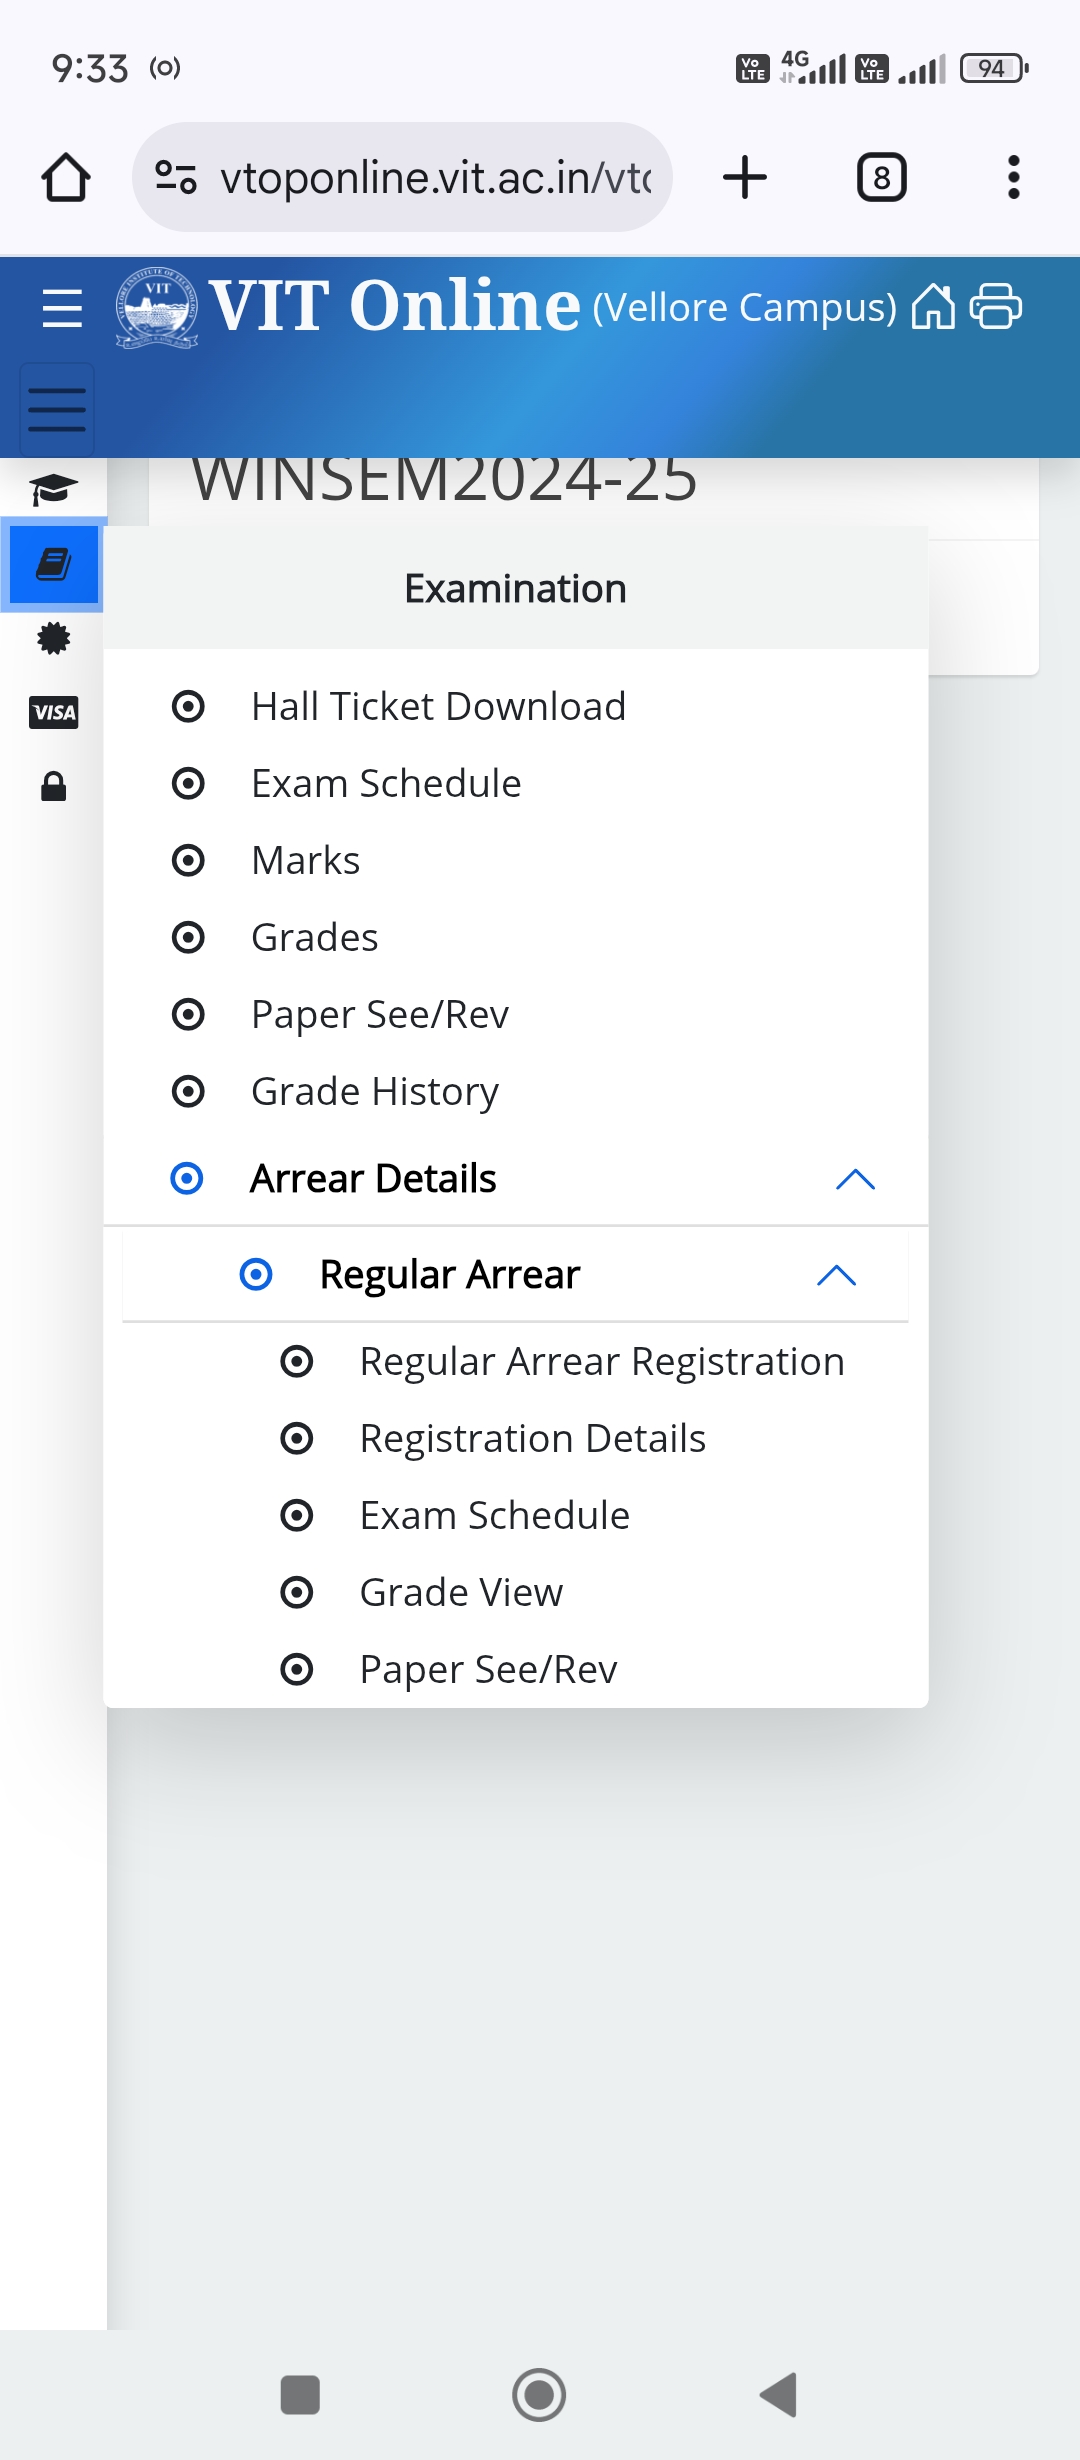 9:33
Vo LTE 4G Vo LTE 94
vtoponline.vit.ac.in/vto
8
VIT Online (Vellore Campus)
VIT
WINSEM2024-25
Examination
VISA
Hall Ticket Download
Exam Schedule
Marks
Grades
Paper See/Rev
Grade History
Arrear Details
Regular Arrear
Regular Arrear Registration
Registration Details
Exam Schedule
Grade View
Paper See/Rev